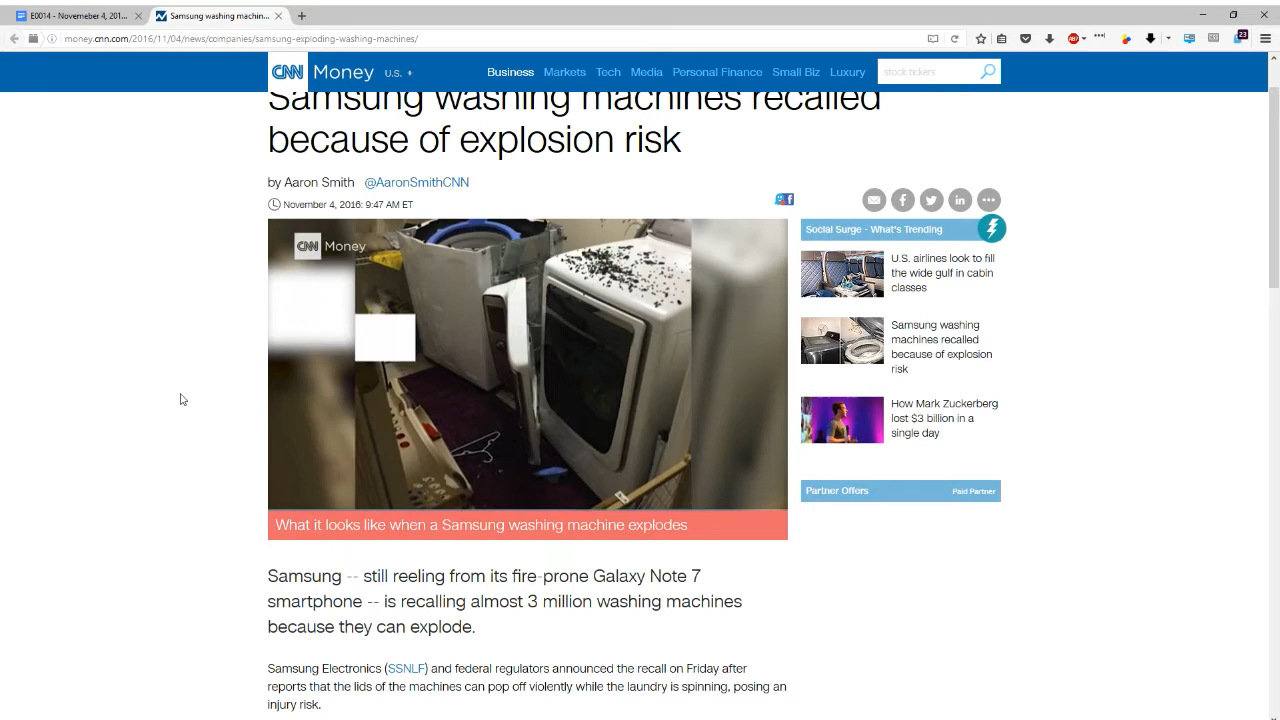 E0014 - Novemeber 4, 201...
Samsung washing machin...
money.cnn.com/2016/11/04/news/companies/samsung-exploding-washing-machines/
23
CNN Money U.S. +
Business Markets Tech Media Personal Finance Small Biz Luxury
stock tickers
Samsung washing machines recalled
because of explosion risk
by Aaron Smith @AaronSmithCNN
November 4, 2016: 9:47 AM ET
CNN Money
What it looks like when a Samsung washing machine explodes
Samsung -- still reeling from its fire-prone Galaxy Note 7
smartphone -- is recalling almost 3 million washing machines
because they can explode.
Samsung Electronics (SSNLF) and federal regulators announced the recall on Friday after
reports that the lids of the machines can pop off violently while the laundry is spinning, posing an
injury risk.
Social Surge - What's Trending
U.S. airlines look to fill
the wide gulf in cabin
classes
Samsung washing
machines recalled
because of explosion
risk
How Mark Zuckerberg
lost $3 billion in a
single day
Partner Offers
Paid Partner